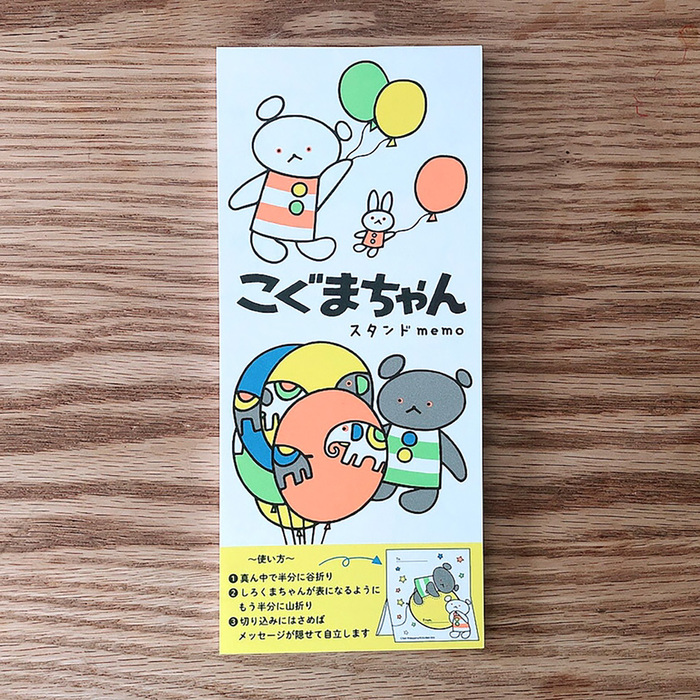 こぐまちゃん
スタンドmemo
～使い方～
❶ 真ん中で半分に谷折り
❷ しろくまちゃんが表になるように
もう半分に山折り
❸ 切り込みにはさめば
メッセージが隠せて自立します
To
From